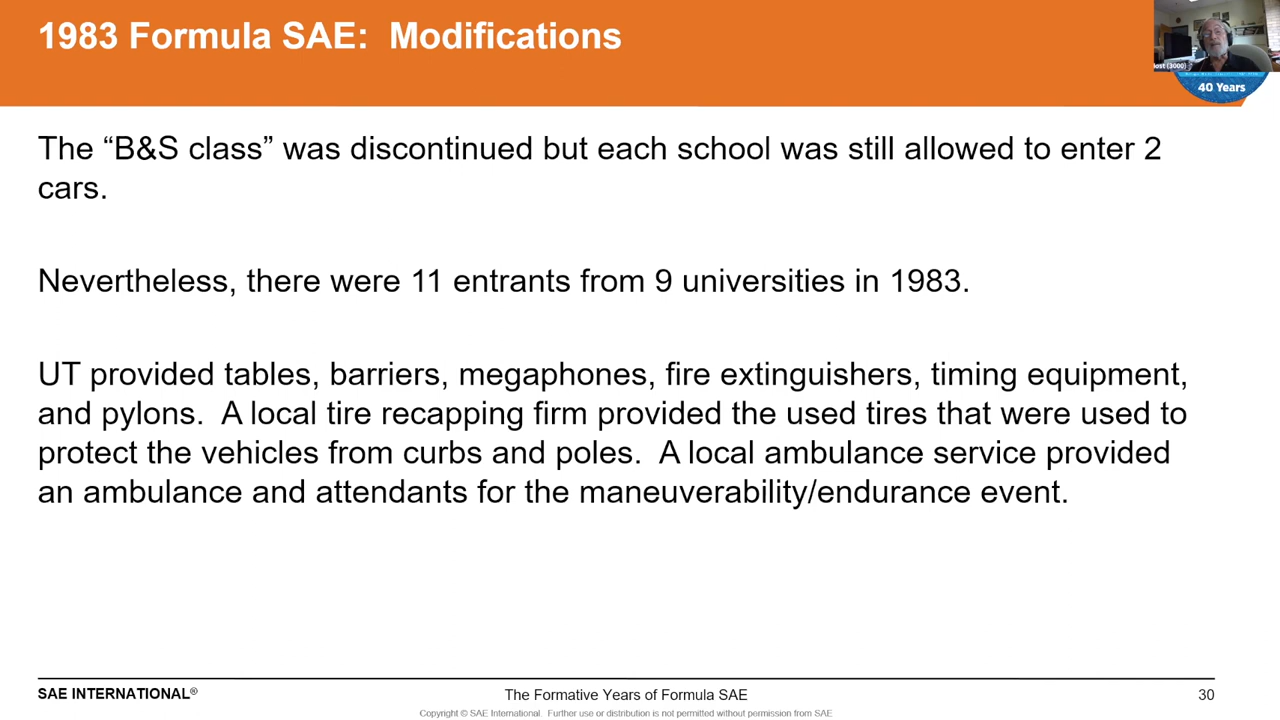 1983 Formula SAE:  Modifications
40 Years
The “B&S class” was discontinued but each school was still allowed to enter 2
cars.
Nevertheless, there were 11 entrants from 9 universities in 1983.
UT provided tables, barriers, megaphones, fire extinguishers, timing equipment,
and pylons.  A local tire recapping firm provided the used tires that were used to
protect the vehicles from curbs and poles.  A local ambulance service provided
an ambulance and attendants for the maneuverability/endurance event.
SAE INTERNATIONAL®
The Formative Years of Formula SAE
30
Copyright © SAE International.  Further use or distribution is not permitted without permission from SAE